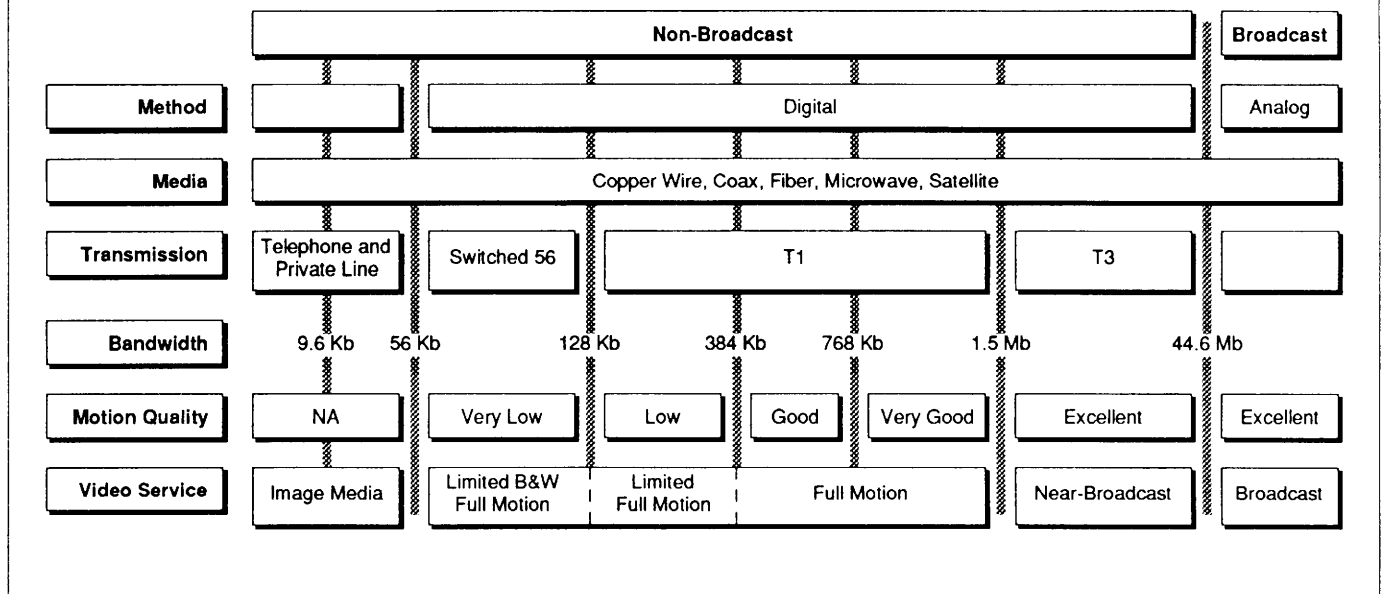 Non-Broadcast Broadcast
Method Digital Analog
Media Copper Wire, Coax, Fiber, Microwave, Satellite
Transmission Telephone and Private Line Switched 56 T1 T3
Bandwidth 9.6 Kb 56 Kb 128 Kb 384 Kb 768 Kb 1.5 Mb 44.6 Mb
Motion Quality NA Very Low Low Good Very Good Excellent Excellent
Video Service Image Media Limited B&W Full Motion Limited Full Motion Full Motion Near-Broadcast Broadcast